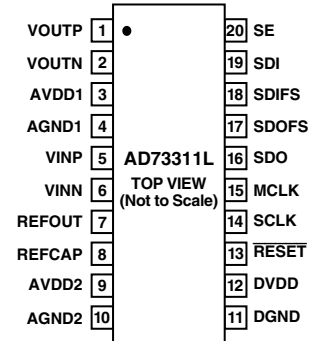 VOUTP 1 20 SE
VOUTN 2 19 SDI
AVDD1 3 18 SDIFS
AGND1 4 17 SDOFS
VINP 5 AD73311L 16 SDO
VINN 6 TOP VIEW (Not to Scale) 15 MCLK
REFOUT 7 14 SCLK
REFCAP 8 13 RESET
AVDD2 9 12 DVDD
AGND2 10 11 DGND